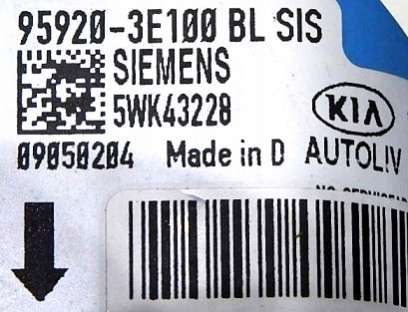 95920-3E100 BL SIS
SIEMENS
5WK43228
KIA
09050204 Made in D AUTOLIV